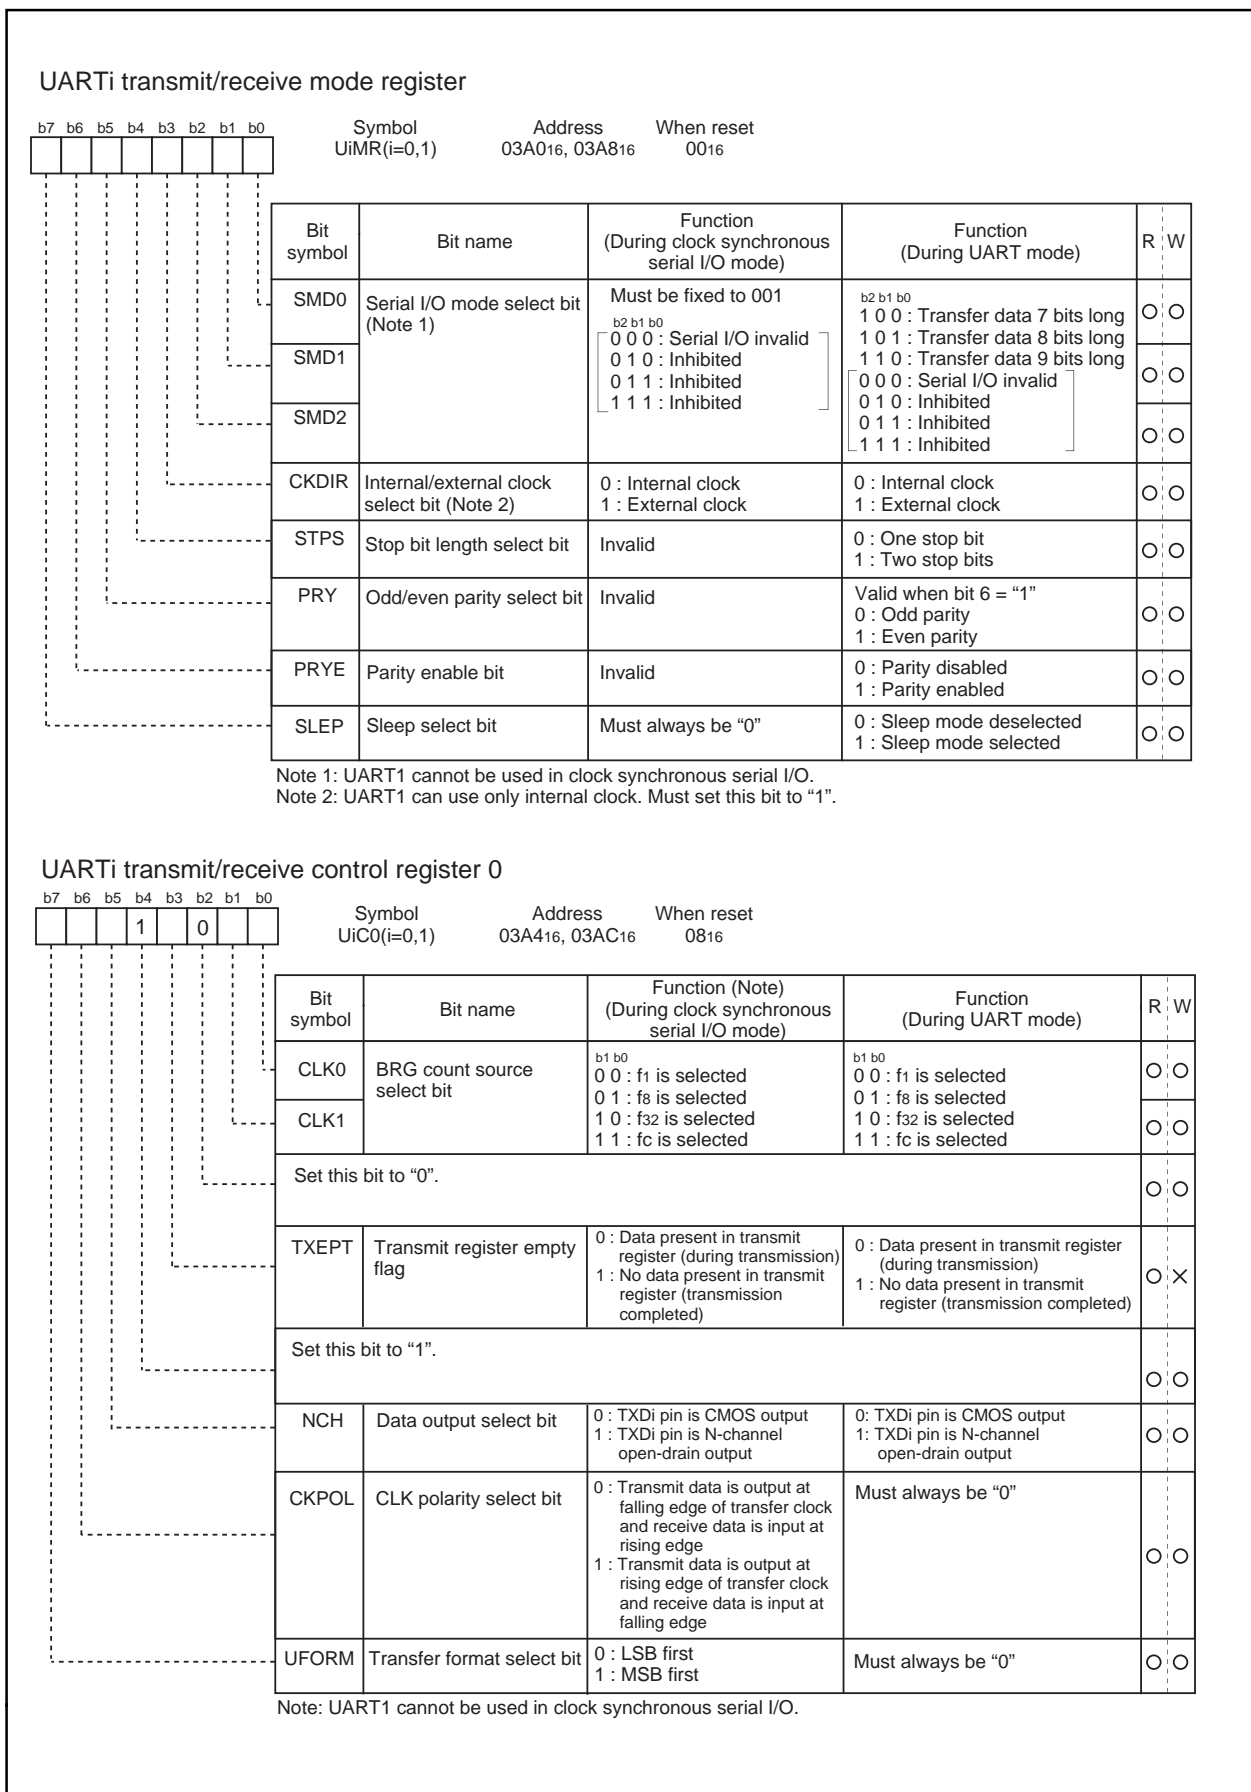 UARTi transmit/receive mode register
b7 b6 b5 b4 b3 b2 b1 b0
Symbol Address When reset
UiMR(i=0,1) 03A016, 03A816 0016
Bit symbol Bit name Function (During clock synchronous serial I/O mode) Function (During UART mode) R W
SMD0 Serial I/O mode select bit (Note 1)
SMD1
SMD2
Must be fixed to 001
b2 b1 b0
0 0 0 : Serial I/O invalid
0 1 0 : Inhibited
0 1 1 : Inhibited
1 1 1 : Inhibited
b2 b1 b0
1 0 0 : Transfer data 7 bits long
1 0 1 : Transfer data 8 bits long
1 1 0 : Transfer data 9 bits long
0 0 0 : Serial I/O invalid
0 1 0 : Inhibited
0 1 1 : Inhibited
1 1 1 : Inhibited
CKDIR Internal/external clock
select bit (Note 2)
0 : Internal clock
1 : External clock
0 : Internal clock
1 : External clock
STPS Stop bit length select bit Invalid
0 : One stop bit
1 : Two stop bits
PRY Odd/even parity select bit Invalid
Valid when bit 6 = “1”
0 : Odd parity
1 : Even parity
PRYE Parity enable bit Invalid
0 : Parity disabled
1 : Parity enabled
SLEP Sleep select bit Must always be “0”
0 : Sleep mode deselected
1 : Sleep mode selected
Note 1: UART1 cannot be used in clock synchronous serial I/O.
Note 2: UART1 can use only internal clock. Must set this bit to “1”.
UARTi transmit/receive control register 0
b7 b6 b5 b4 b3 b2 b1 b0
1 0
Symbol Address When reset
UiC0(i=0,1) 03A416, 03AC16 0816
Bit symbol Bit name Function (Note) (During clock synchronous serial I/O mode) Function (During UART mode) R W
CLK0 BRG count source
select bit
CLK1
b1 b0
0 0 : f1 is selected
0 1 : f8 is selected
1 0 : f32 is selected
1 1 : fc is selected
b1 b0
0 0 : f1 is selected
0 1 : f8 is selected
1 0 : f32 is selected
1 1 : fc is selected
Set this bit to “0”.
TXEPT Transmit register empty
flag
0 : Data present in transmit
register (during transmission)
1 : No data present in transmit
register (transmission
completed)
0 : Data present in transmit register
(during transmission)
1 : No data present in transmit
register (transmission completed)
Set this bit to “1”.
NCH Data output select bit
0 : TXDi pin is CMOS output
1 : TXDi pin is N-channel
open-drain output
0: TXDi pin is CMOS output
1: TXDi pin is N-channel
open-drain output
CKPOL CLK polarity select bit
0 : Transmit data is output at
falling edge of transfer clock
and receive data is input at
rising edge
1 : Transmit data is output at
rising edge of transfer clock
and receive data is input at
falling edge
Must always be “0”
UFORM Transfer format select bit
0 : LSB first
1 : MSB first
Must always be “0”
Note: UART1 cannot be used in clock synchronous serial I/O.